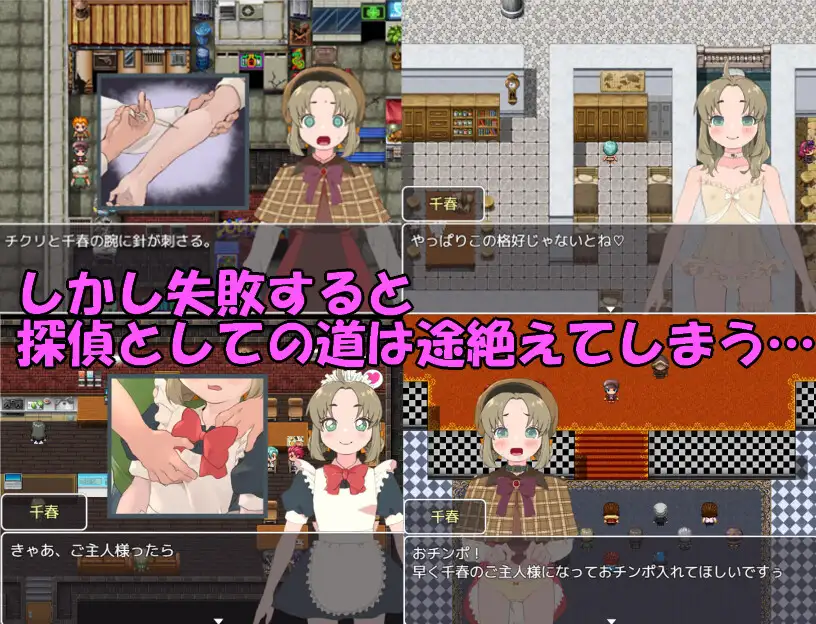 チクリと千春の腕に針が刺さる。
千春
やっぱりこの格好じゃないとね♡
しかし失敗すると
探偵としての道は途絶えてしまう…
千春
きゃあ、ご主人様ったら
千春
おチンポ！
早く千春のご主人様になっておチンポ入れてほしいですぅ